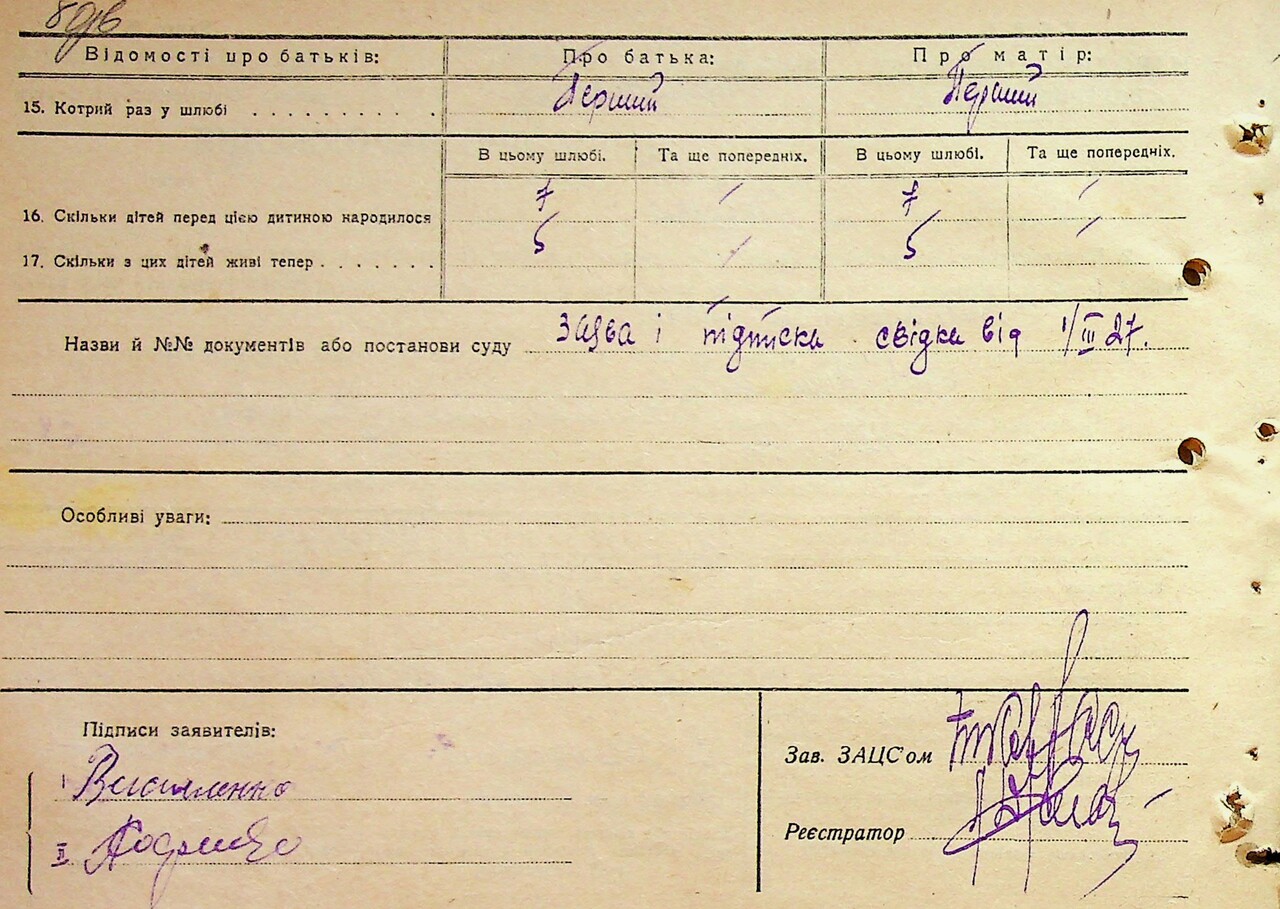 Відомості про батьків: Про батька: Про матір:
15. Котрий раз у шлюбі . . . . . . . . . . Перший Перший
В цьому шлюбі. Та ще попередніх. В цьому шлюбі. Та ще попередніх.
16. Скільки дітей перед цією дитиною народилося 7 / 7 /
17. Скільки з цих дітей живі тепер . . . . . . . 5 / 5 /
Назви й №№ документів або постанови суду Заява і підписка свідка від 1/III 27.
Особливі уваги:
Підписи заявителів:
Зав. ЗАЦС'ом
I Василенко
Реєстратор
II